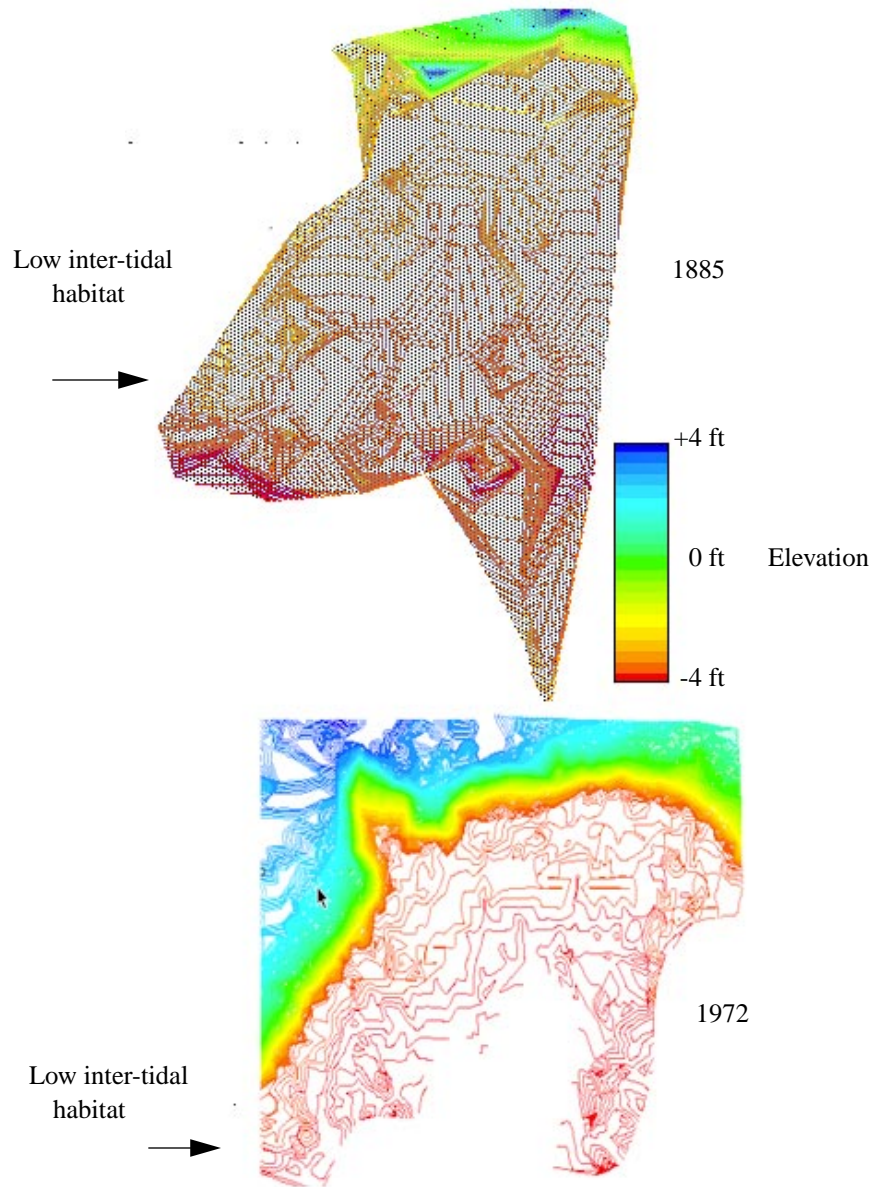 Low inter-tidal
habitat
1885
+4 ft
0 ft
Elevation
-4 ft
1972
Low inter-tidal
habitat